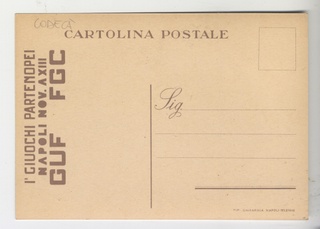 CARTOLINA POSTALE
I' GIUOCHI PARTENOPEI
NAPOLI NOV. A XIII
GUF FGC
Sig